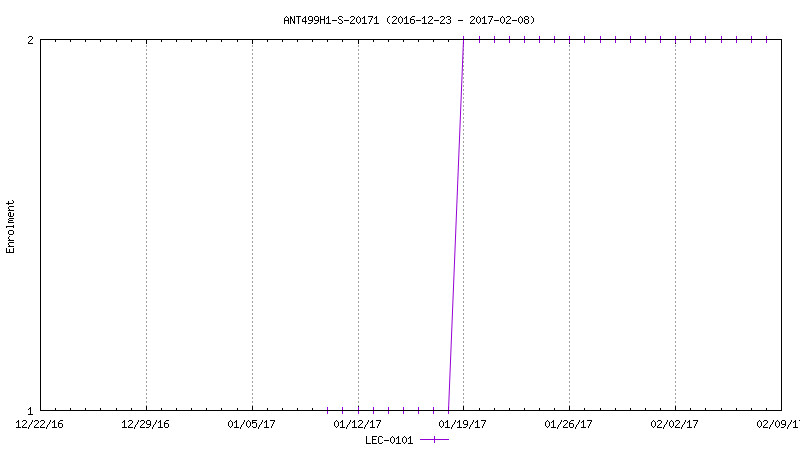 ANT499H1-S-20171 (2016-12-23 - 2017-02-08)
2
Enrolment
1
12/22/16 12/29/16 01/05/17 01/12/17 01/19/17 01/26/17 02/02/17 02/09/1
LEC-0101